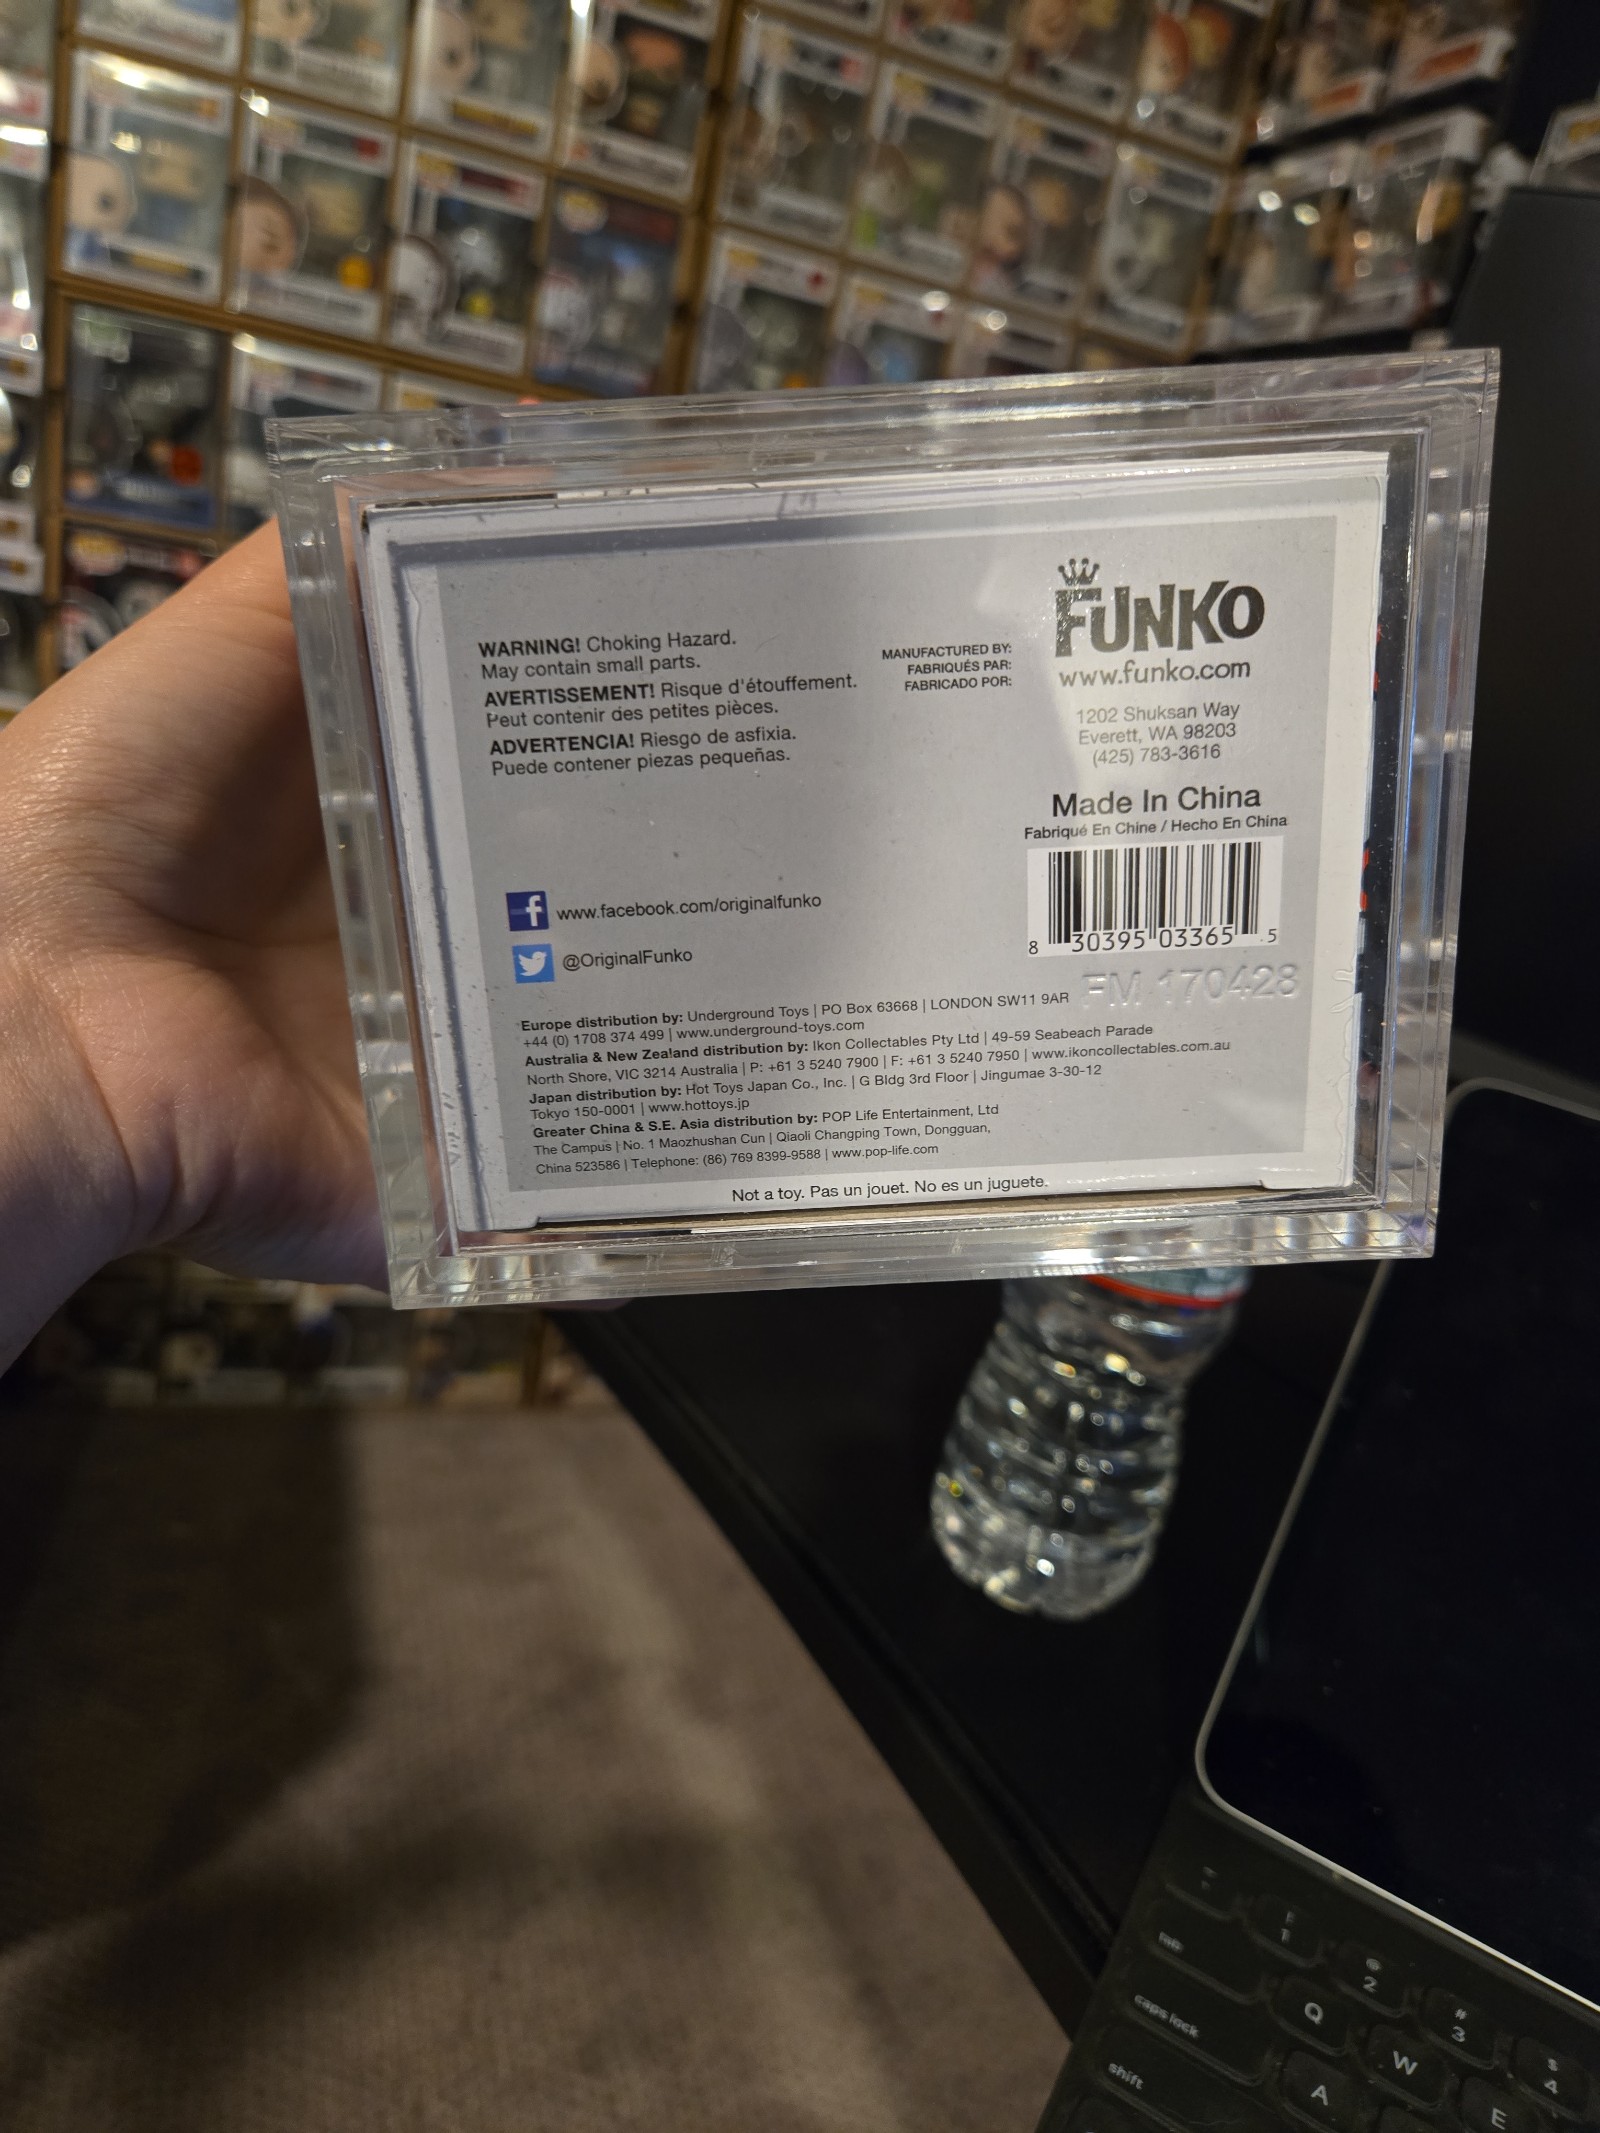 WARNING! Choking Hazard.
May contain small parts.
AVERTISSEMENT! Risque d'étouffement.
Peut contenir des petites pièces.
ADVERTENCIA! Riesgo de asfixia.
Puede contener piezas pequeñas.
MANUFACTURED BY:
FABRIQUÉS PAR:
FABRICADO POR:
FUNKO
www.funko.com
1202 Shuksan Way
Everett, WA 98203
(425) 783-3616
Made In China
Fabriqué En Chine / Hecho En China
8 30395 03365 5
FM 170428
f www.facebook.com/originalfunko
@OriginalFunko
Europe distribution by: Underground Toys | PO Box 63668 | LONDON SW11 9AR
+44 (0) 1708 374 499 | www.underground-toys.com
Australia & New Zealand distribution by: Ikon Collectables Pty Ltd | 49-59 Seabeach Parade
North Shore, VIC 3214 Australia | P: +61 3 5240 7900 | F: +61 3 5240 7950 | www.ikoncollectables.com.au
Japan distribution by: Hot Toys Japan Co., Inc. | G Bldg 3rd Floor | Jingumae 3-30-12
Tokyo 150-0001 | www.hottoys.jp
Greater China & S.E. Asia distribution by: POP Life Entertainment, Ltd
The Campus | No. 1 Maozhushan Cun | Qiaoli Changping Town, Dongguan,
China 523586 | Telephone: (86) 769 8399-9588 | www.pop-life.com
Not a toy. Pas un jouet. No es un juguete.
! 1
@ 2
# 3
$ 4
tab
Q
W
E
caps lock
A
shift